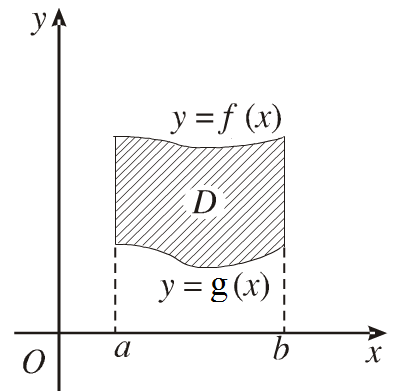 y
y = f (x)
D
y = g (x)
O
a
b
x